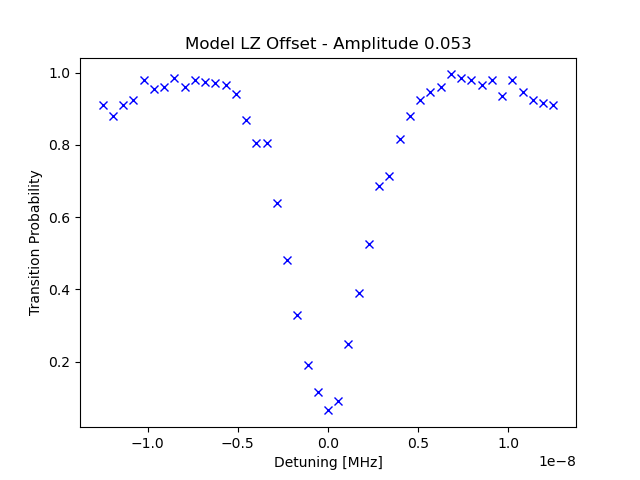 Model LZ Offset - Amplitude 0.053
Transition Probability
1.0
0.8
0.6
0.4
0.2
−1.0 −0.5 0.0 0.5 1.0
1e−8
Detuning [MHz]